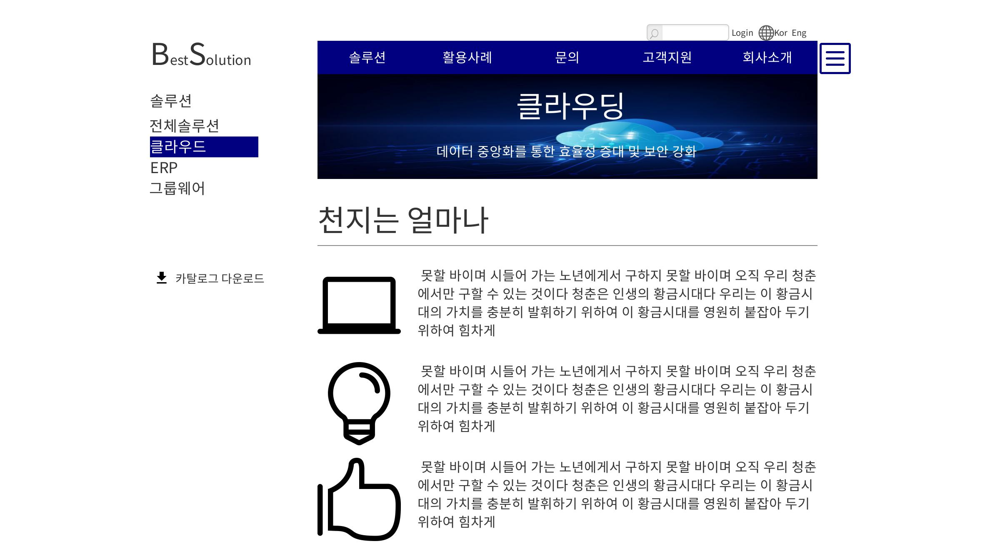 Login Kor Eng
BestSolution
솔루션 활용사례 문의 고객지원 회사소개
솔루션
전체솔루션
클라우드
ERP
그룹웨어
카탈로그 다운로드
클라우딩
데이터 중앙화를 통한 효율성 증대 및 보안 강화
천지는 얼마나
못할 바이며 시들어 가는 노년에게서 구하지 못할 바이며 오직 우리 청춘
에서만 구할 수 있는 것이다 청춘은 인생의 황금시대다 우리는 이 황금시
대의 가치를 충분히 발휘하기 위하여 이 황금시대를 영원히 붙잡아 두기
위하여 힘차게
못할 바이며 시들어 가는 노년에게서 구하지 못할 바이며 오직 우리 청춘
에서만 구할 수 있는 것이다 청춘은 인생의 황금시대다 우리는 이 황금시
대의 가치를 충분히 발휘하기 위하여 이 황금시대를 영원히 붙잡아 두기
위하여 힘차게
못할 바이며 시들어 가는 노년에게서 구하지 못할 바이며 오직 우리 청춘
에서만 구할 수 있는 것이다 청춘은 인생의 황금시대다 우리는 이 황금시
대의 가치를 충분히 발휘하기 위하여 이 황금시대를 영원히 붙잡아 두기
위하여 힘차게